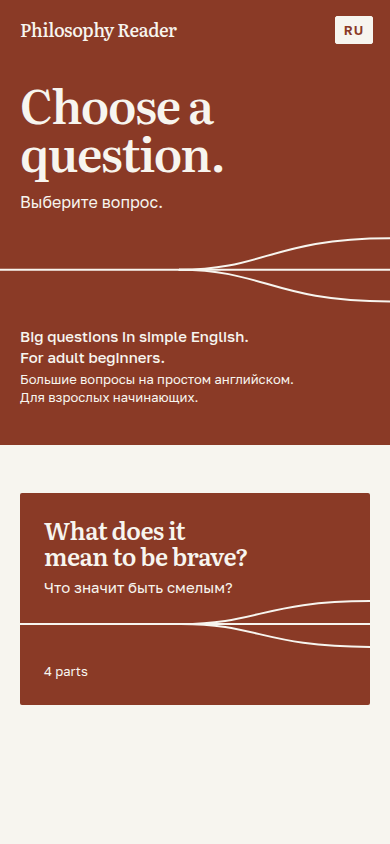 Philosophy Reader
RU
Choose a
question.
Выберите вопрос.
Big questions in simple English.
For adult beginners.
Большие вопросы на простом английском.
Для взрослых начинающих.
What does it
mean to be brave?
Что значит быть смелым?
4 parts